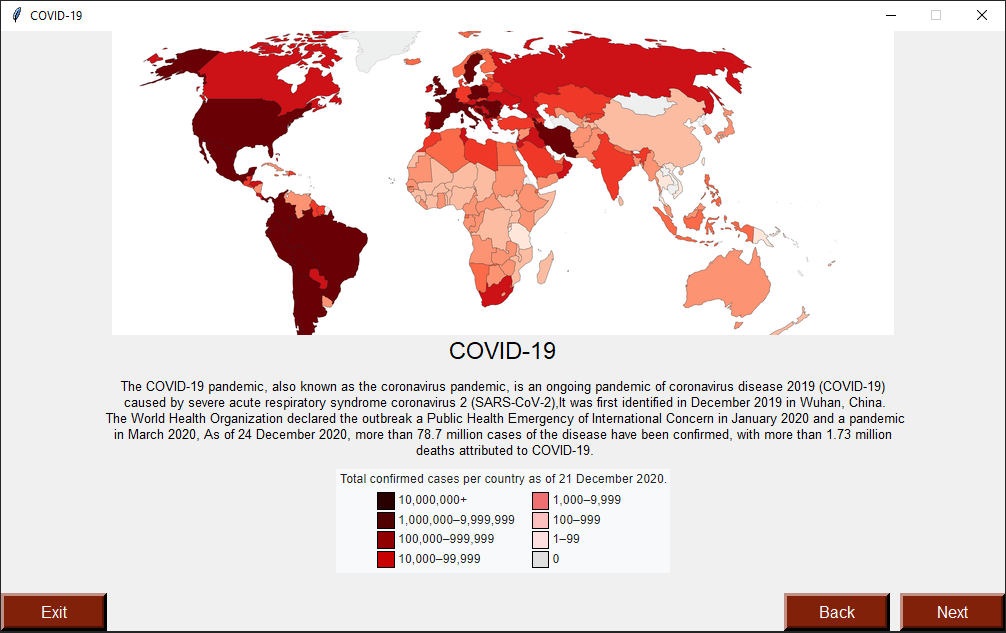 COVID-19
COVID-19
The COVID-19 pandemic, also known as the coronavirus pandemic, is an ongoing pandemic of coronavirus disease 2019 (COVID-19)
caused by severe acute respiratory syndrome coronavirus 2 (SARS-CoV-2),It was first identified in December 2019 in Wuhan, China.
The World Health Organization declared the outbreak a Public Health Emergency of International Concern in January 2020 and a pandemic
in March 2020, As of 24 December 2020, more than 78.7 million cases of the disease have been confirmed, with more than 1.73 million
deaths attributed to COVID-19.
Total confirmed cases per country as of 21 December 2020.
10,000,000+
1,000,000–9,999,999
100,000–999,999
10,000–99,999
1,000–9,999
100–999
1–99
0
Exit
Back
Next